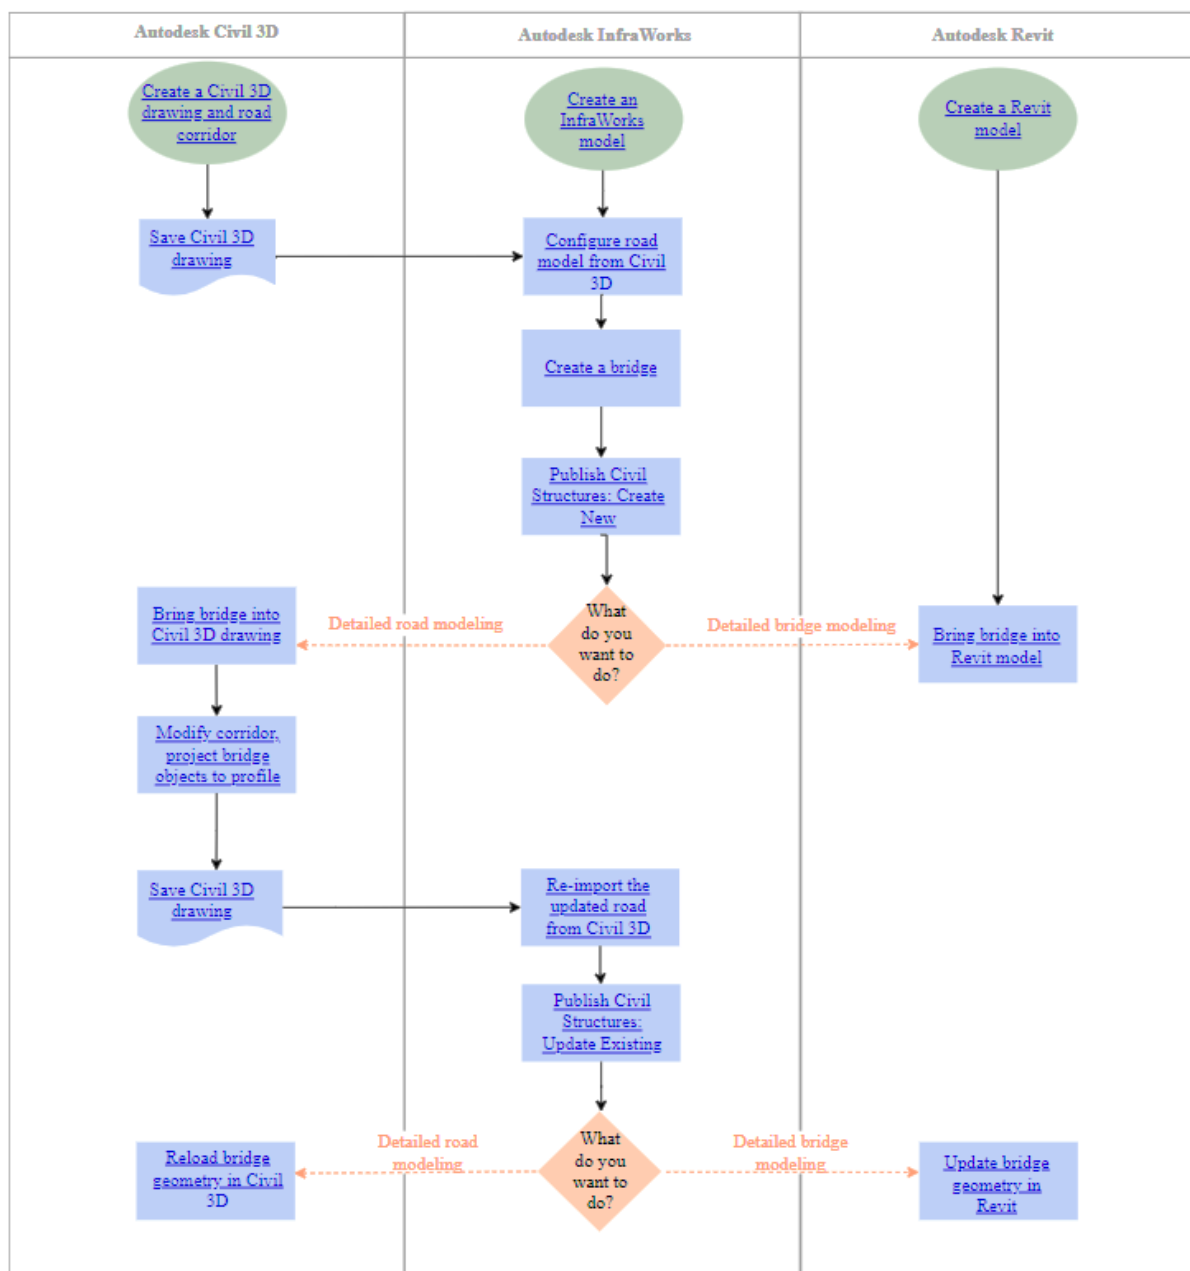 Autodesk Civil 3D
Autodesk InfraWorks
Autodesk Revit
Create a Civil 3D
drawing and road
corridor
Create an
InfraWorks
model
Create a Revit
model
Save Civil 3D
drawing
Configure road
model from Civil
3D
Create a bridge
Publish Civil
Structures: Create
New
What
do you
want to
do?
Detailed road modeling
Detailed bridge modeling
Bring bridge into
Civil 3D drawing
Bring bridge into
Revit model
Modify corridor,
project bridge
objects to profile
Save Civil 3D
drawing
Re-import the
updated road
from Civil 3D
Publish Civil
Structures:
Update Existing
What
do you
want to
do?
Detailed road
modeling
Detailed bridge
modeling
Reload bridge
geometry in Civil
3D
Update bridge
geometry in
Revit